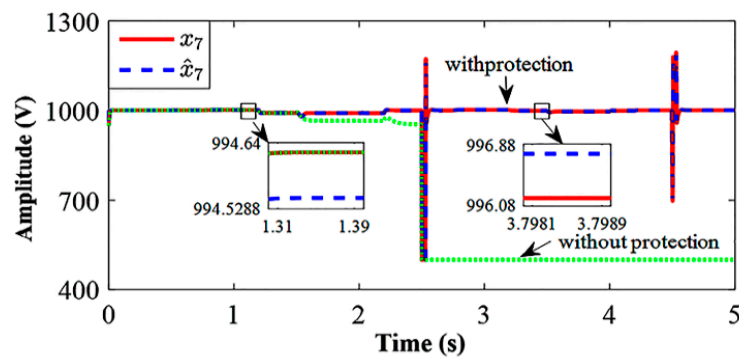 1300
x₇
x̂₇
withprotection
1000
994.64
996.88
Amplitude (V)
994.5288
996.08
1.31 1.39
3.7981 3.7989
700
without protection
400
0 1 2 3 4 5
Time (s)